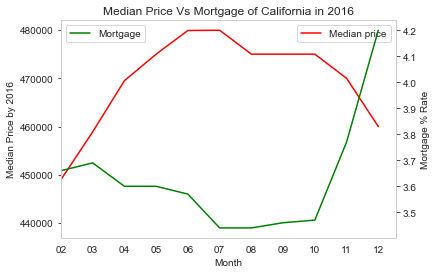 Median Price Vs Mortgage of California in 2016
Mortgage
Median price
480000
470000
460000
450000
440000
Median Price by 2016
4.2
4.1
4.0
3.9
3.8
3.7
3.6
3.5
Mortgage % Rate
02 03 04 05 06 07 08 09 10 11 12
Month